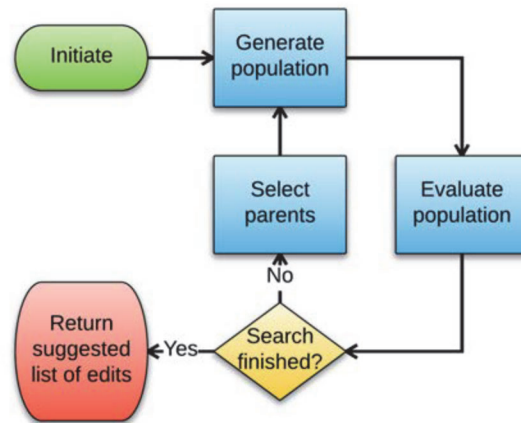 Initiate
Generate
population
Select
parents
Evaluate
population
No
Search
finished?
Yes
Return
suggested
list of edits